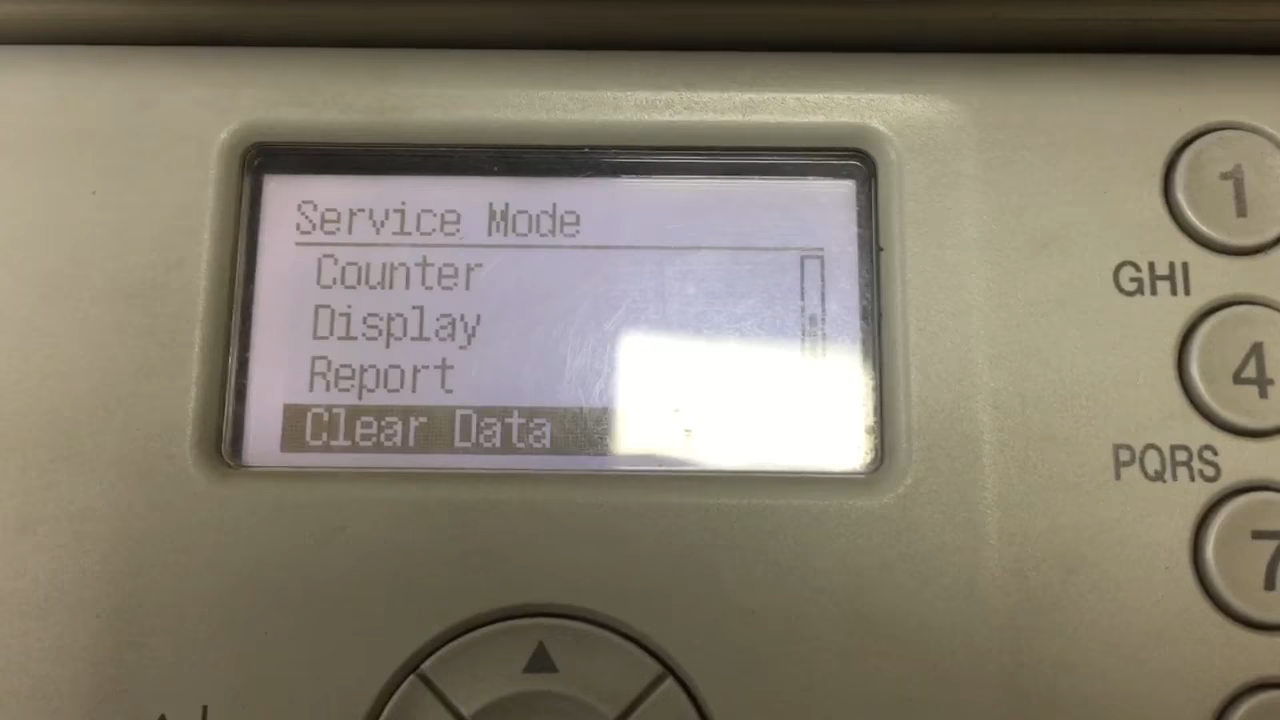 Service Mode
Counter
Display
Report
Clear Data
1
GHI
4
PQRS
7